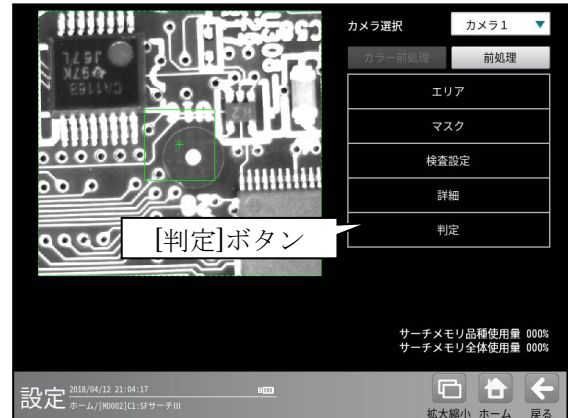 カメラ選択
カメラ1
カラー前処理
前処理
エリア
マスク
検査設定
詳細
判定
[判定]ボタン
サーチメモリ品種使用量 000%
サーチメモリ全体使用量 000%
設定
2018/04/12 21:04:17
ホーム/[M0002]C1:SFサーチIII
拡大縮小
ホーム
戻る